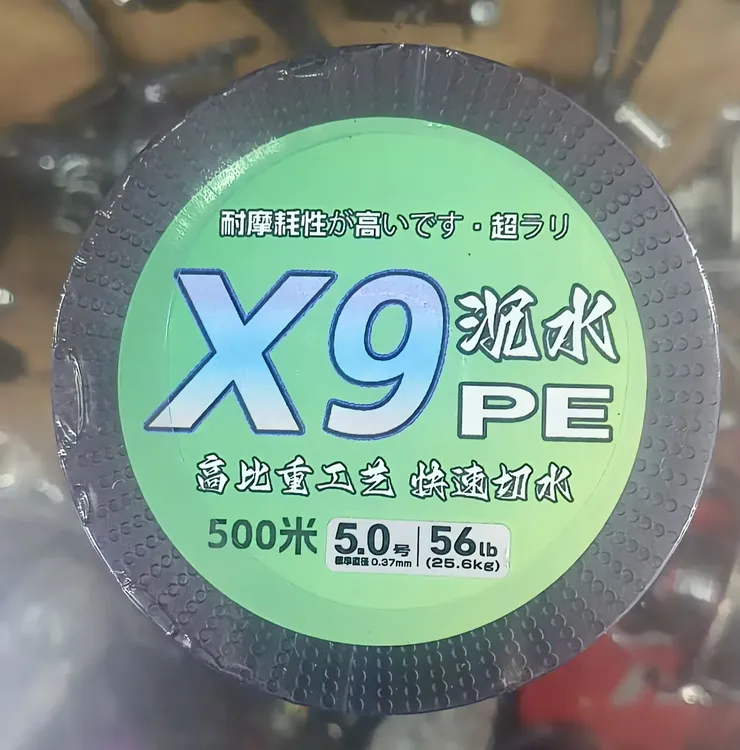 耐摩耗性が高いです・超ラリ
X9 沉水
PE
高比重工艺 快速切水
500米 5.0号 56lb
標準直径 0.37mm (25.6kg)